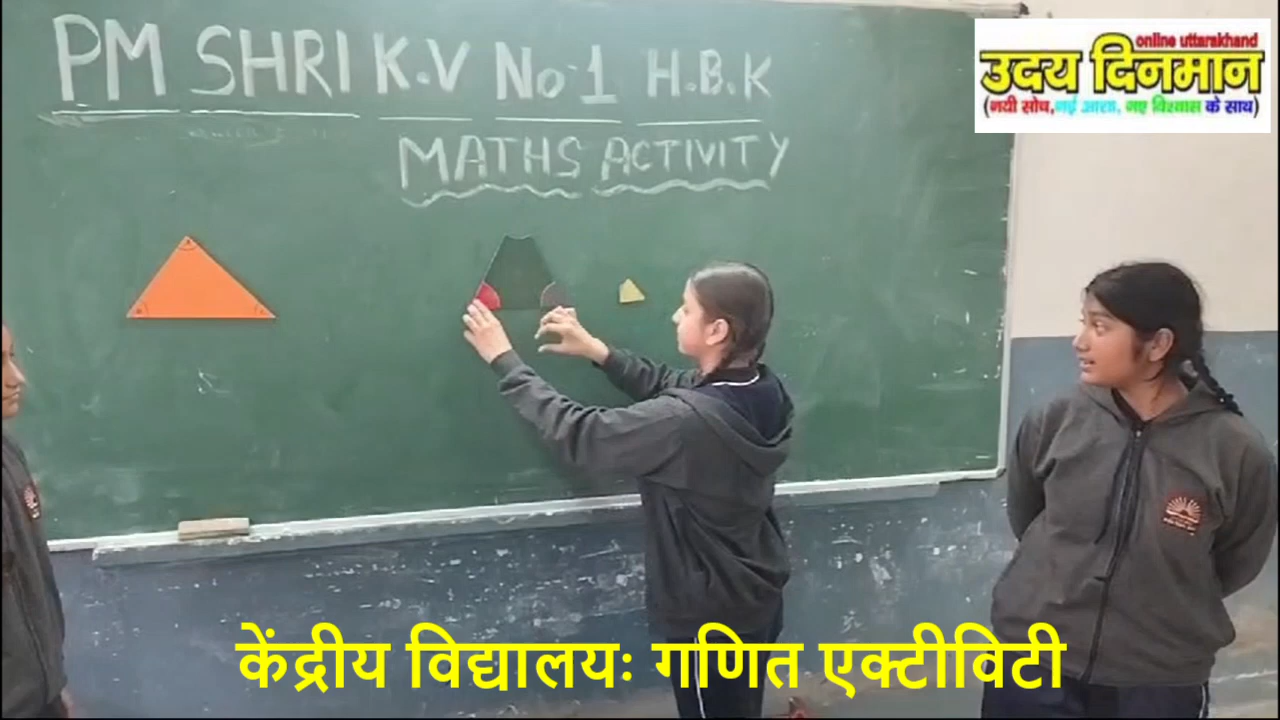 PM SHRI K.V No 1 H.B.K
MATHS ACTIVITY
online uttarakhand
उदय दिनमान
(नयी सोच, नई आशा, नए विश्वास के साथ)
केंद्रीय विद्यालयः गणित एक्टीविटी